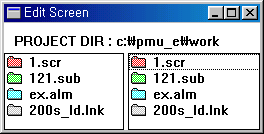 Edit Screen
PROJECT DIR : c:₩pmu_e₩work
1.scr 1.scr
121.sub 121.sub
ex.alm ex.alm
200s_ld.lnk 200s_ld.lnk